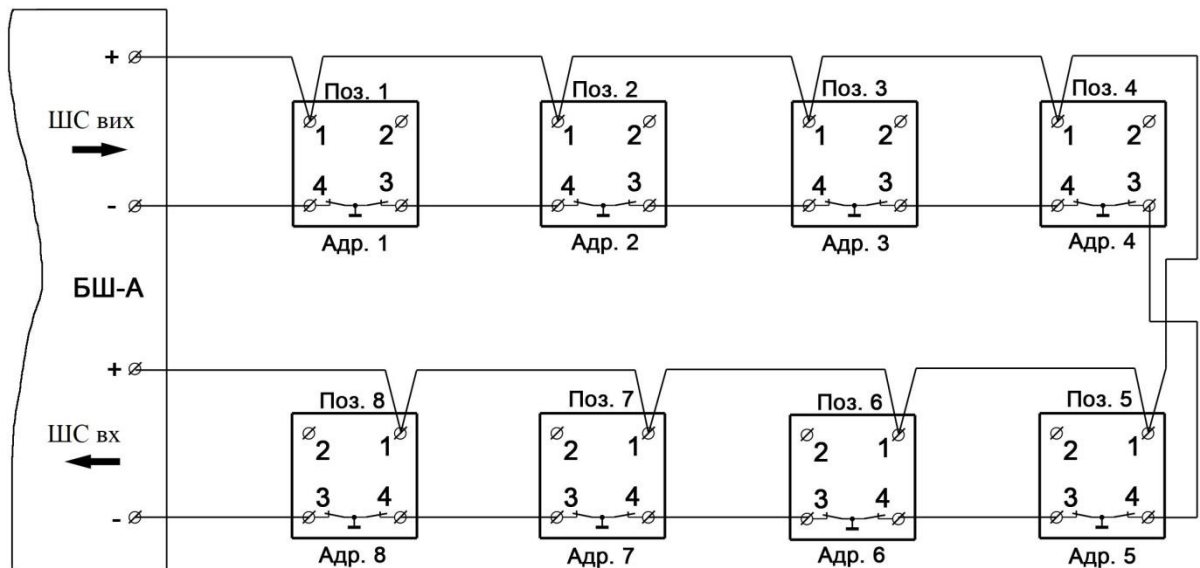 +
Поз. 1 Поз. 2 Поз. 3 Поз. 4
ШС вих
1 2 1 2 1 2 1 2
4 3 4 3 4 3 4 3
-
Адр. 1 Адр. 2 Адр. 3 Адр. 4
БШ-А
+
Поз. 8 Поз. 7 Поз. 6 Поз. 5
ШС вх
2 1 2 1 2 1 2 1
3 4 3 4 3 4 3 4
-
Адр. 8 Адр. 7 Адр. 6 Адр. 5